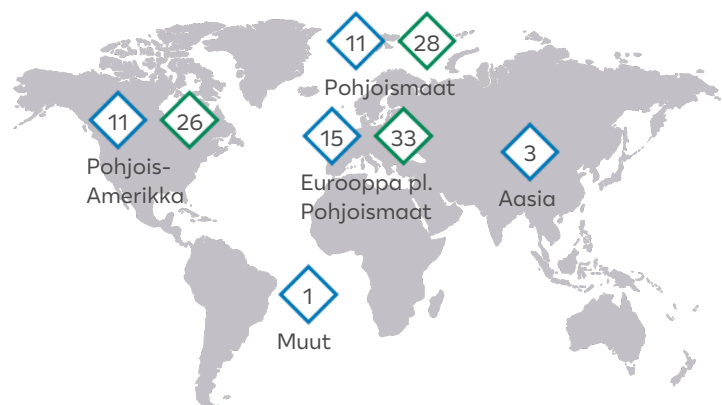 11 28
Pohjoismaat
11 26
Pohjois-
Amerikka
15 33
Eurooppa pl.
Pohjoismaat
3
Aasia
1
Muut